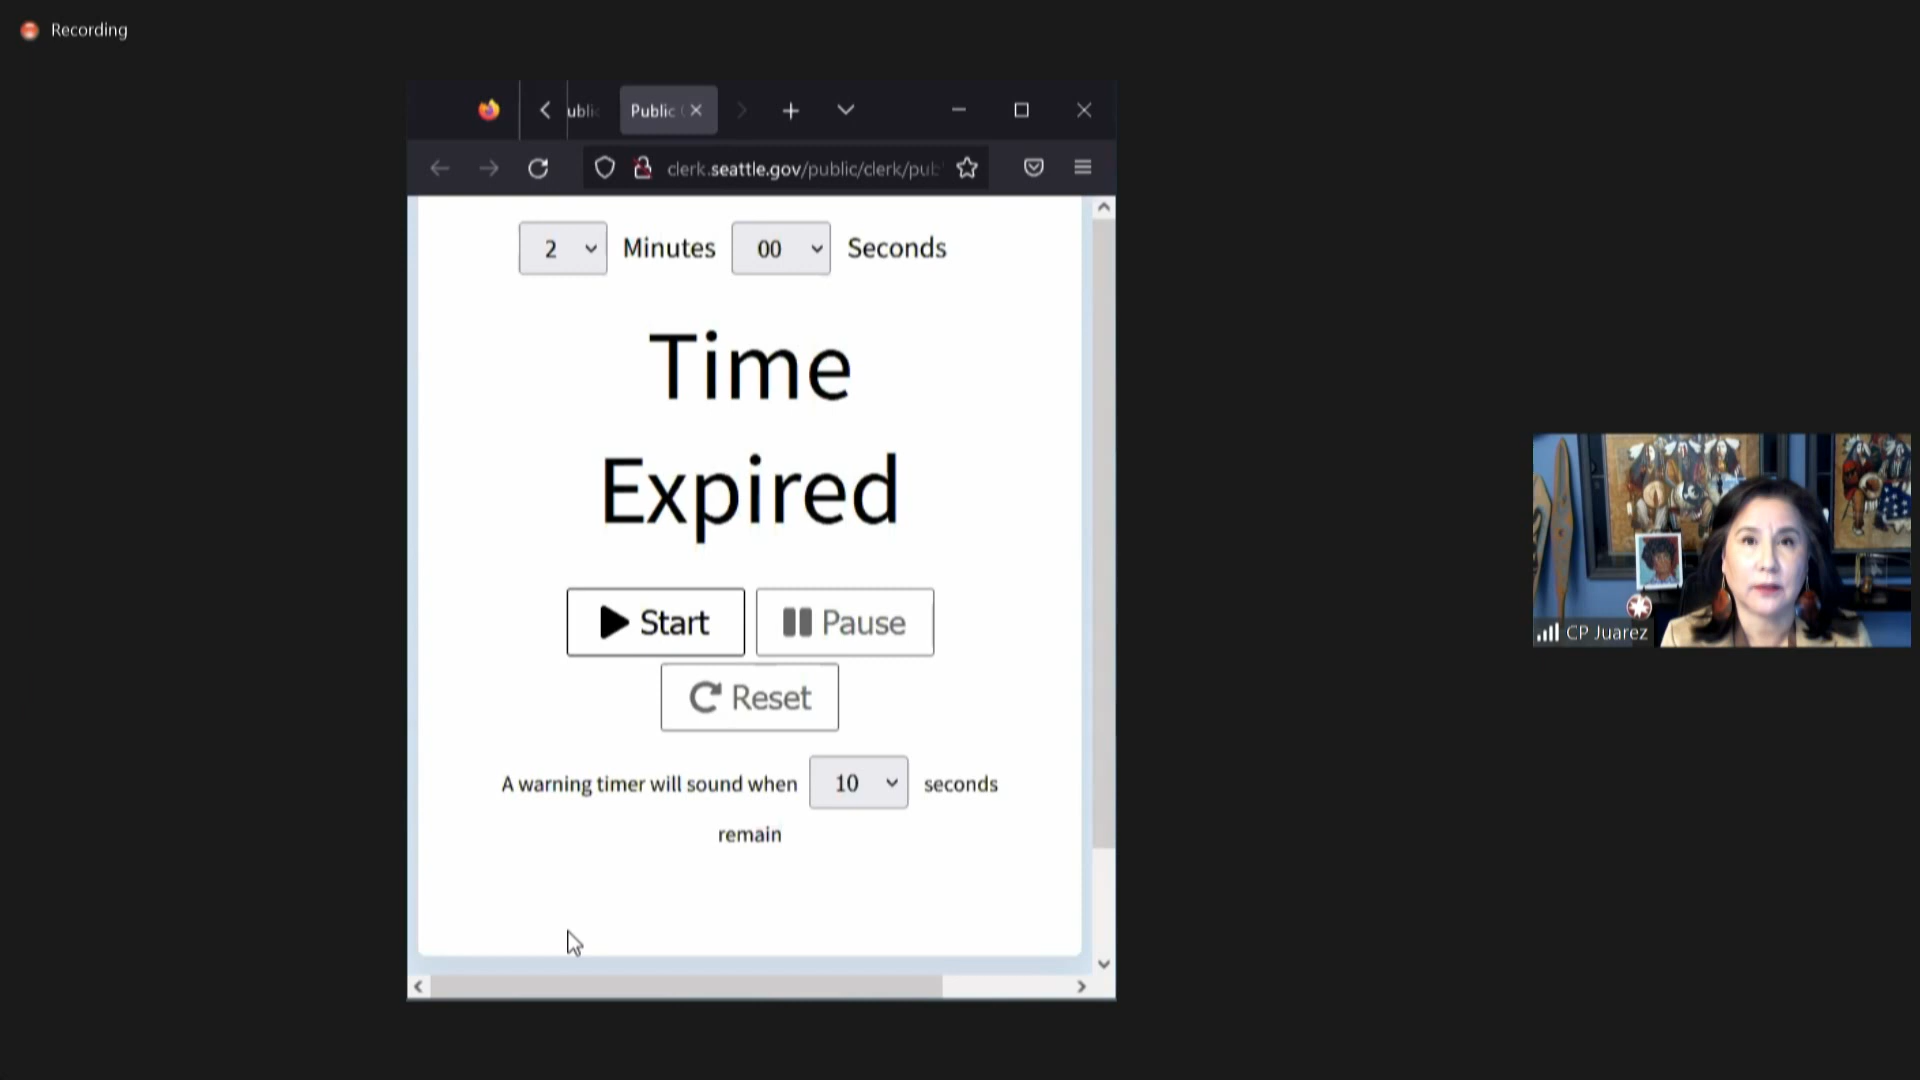 Recording
Public
clerk.seattle.gov/public/clerk/pub
2 Minutes 00 Seconds
Time
Expired
Start Pause
Reset
A warning timer will sound when 10 seconds
remain
CP Juarez